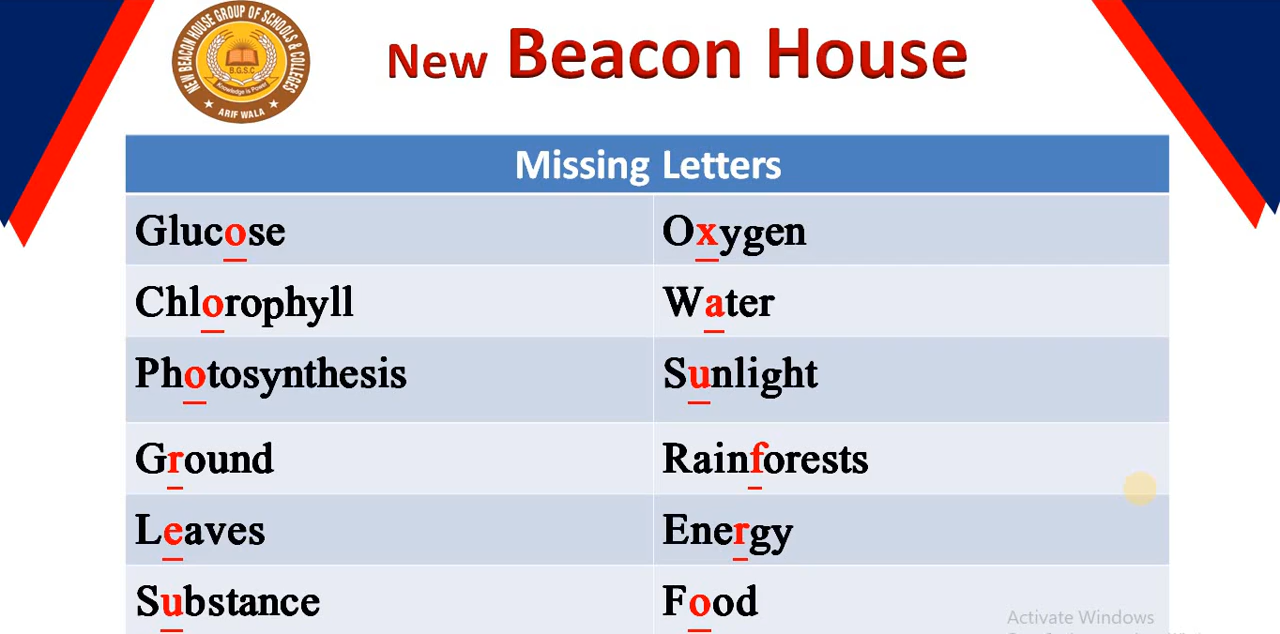 NEW BEACON HOUSE GROUP OF SCHOOLS & COLLEGES
B.G.S.C
Knowledge is Power
ARIF WALA
New Beacon House
Missing Letters
Glucose Oxygen
Chlorophyll Water
Photosynthesis Sunlight
Ground Rainforests
Leaves Energy
Substance Food
Activate Windows